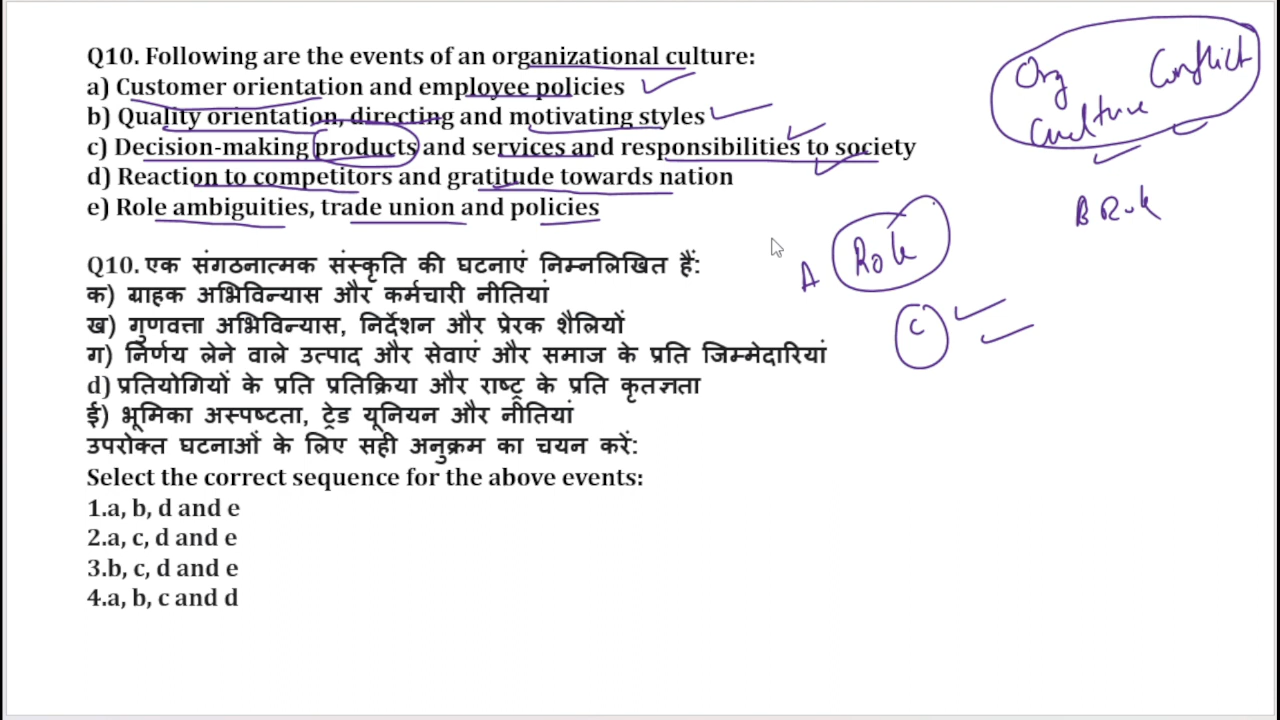 Q10. Following are the events of an organizational culture:
a) Customer orientation and employee policies
b) Quality orientation, directing and motivating styles
c) Decision-making products and services and responsibilities to society
d) Reaction to competitors and gratitude towards nation
e) Role ambiguities, trade union and policies
Org Conflict
Culture
B Role
A Role
C
Q10. एक संगठनात्मक संस्कृति की घटनाएं निम्नलिखित हैं:
क) ग्राहक अभिविन्यास और कर्मचारी नीतियां
ख) गुणवत्ता अभिविन्यास, निर्देशन और प्रेरक शैलियों
ग) निर्णय लेने वाले उत्पाद और सेवाएं और समाज के प्रति जिम्मेदारियां
d) प्रतियोगियों के प्रति प्रतिक्रिया और राष्ट्र के प्रति कृतज्ञता
ई) भूमिका अस्पष्टता, ट्रेड यूनियन और नीतियां
उपरोक्त घटनाओं के लिए सही अनुक्रम का चयन करें:
Select the correct sequence for the above events:
1.a, b, d and e
2.a, c, d and e
3.b, c, d and e
4.a, b, c and d